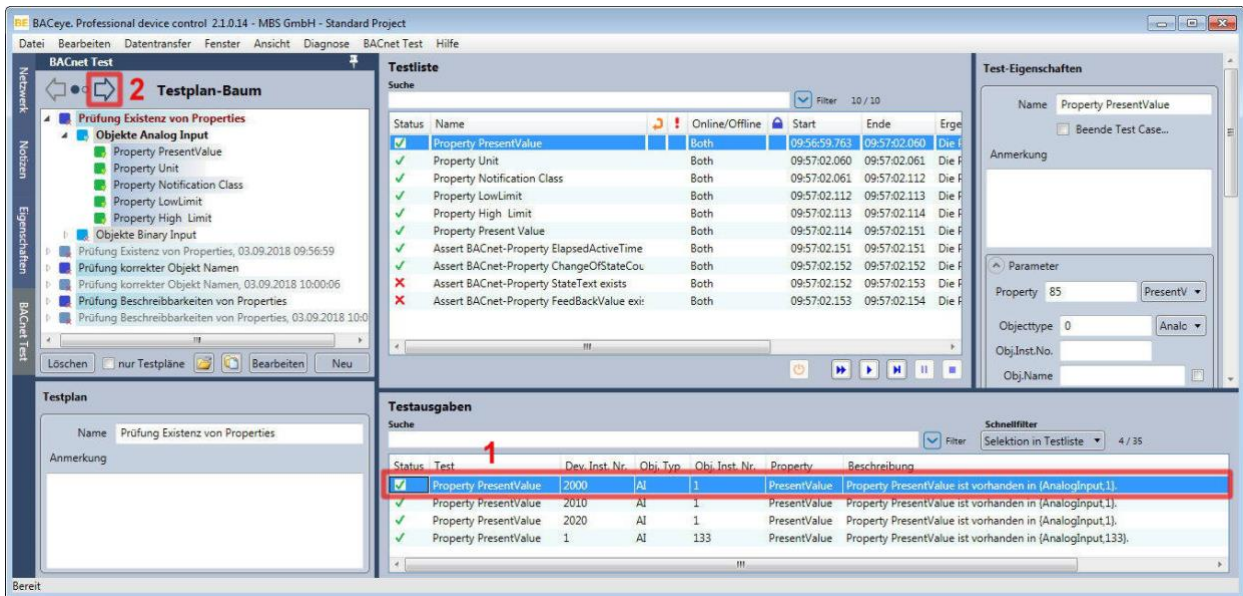 BE BACeye. Professional device control 2.1.0.14 - MBS GmbH - Standard Project
Datei Bearbeiten Datentransfer Fenster Ansicht Diagnose BACnet Test Hilfe
Netzwerk
Notizen
Eigenschaften
BACnet Test
BACnet Test
2 Testplan-Baum
Prüfung Existenz von Properties
Objekte Analog Input
Property PresentValue
Property Unit
Property Notification Class
Property LowLimit
Property High Limit
Objekte Binary Input
Prüfung Existenz von Properties, 03.09.2018 09:56:59
Prüfung korrekter Objekt Namen
Prüfung korrekter Objekt Namen, 03.09.2018 10:00:06
Prüfung Beschreibbarkeiten von Properties
Prüfung Beschreibbarkeiten von Properties, 03.09.2018 10:0
Löschen nur Testpläne Bearbeiten Neu
Testplan
Name Prüfung Existenz von Properties
Anmerkung
Testliste
Suche
Filter 10 / 10
Status Name ! Online/Offline Start Ende Erge
Property PresentValue Both 09:56:59.763 09:57:02.060 Die F
Property Unit Both 09:57:02.060 09:57:02.061 Die F
Property Notification Class Both 09:57:02.061 09:57:02.112 Die F
Property LowLimit Both 09:57:02.112 09:57:02.113 Die F
Property High Limit Both 09:57:02.113 09:57:02.114 Die F
Property Present Value Both 09:57:02.114 09:57:02.151 Die F
Assert BACnet-Property ElapsedActiveTime Both 09:57:02.151 09:57:02.151 Die F
Assert BACnet-Property ChangeOfStateCou Both 09:57:02.152 09:57:02.152 Die F
Assert BACnet-Property StateText exists Both 09:57:02.152 09:57:02.153 Die F
Assert BACnet-Property FeedBackValue exis Both 09:57:02.153 09:57:02.154 Die F
Test-Eigenschaften
Name Property PresentValue
Beende Test Case...
Anmerkung
Parameter
Property 85 PresentV
Objecttype 0 Analc
Obj.Inst.No.
Obj.Name
Testausgaben
Suche
Schnellfilter
Filter Selektion in Testliste 4 / 35
1
Status Test Dev. Inst. Nr. Obj. Typ Obj. Inst. Nr. Property Beschreibung
Property PresentValue 2000 AI 1 PresentValue Property PresentValue ist vorhanden in {AnalogInput,1}.
Property PresentValue 2010 AI 1 PresentValue Property PresentValue ist vorhanden in {AnalogInput,1}.
Property PresentValue 2020 AI 1 PresentValue Property PresentValue ist vorhanden in {AnalogInput,1}.
Property PresentValue 1 AI 133 PresentValue Property PresentValue ist vorhanden in {AnalogInput,133}.
Bereit